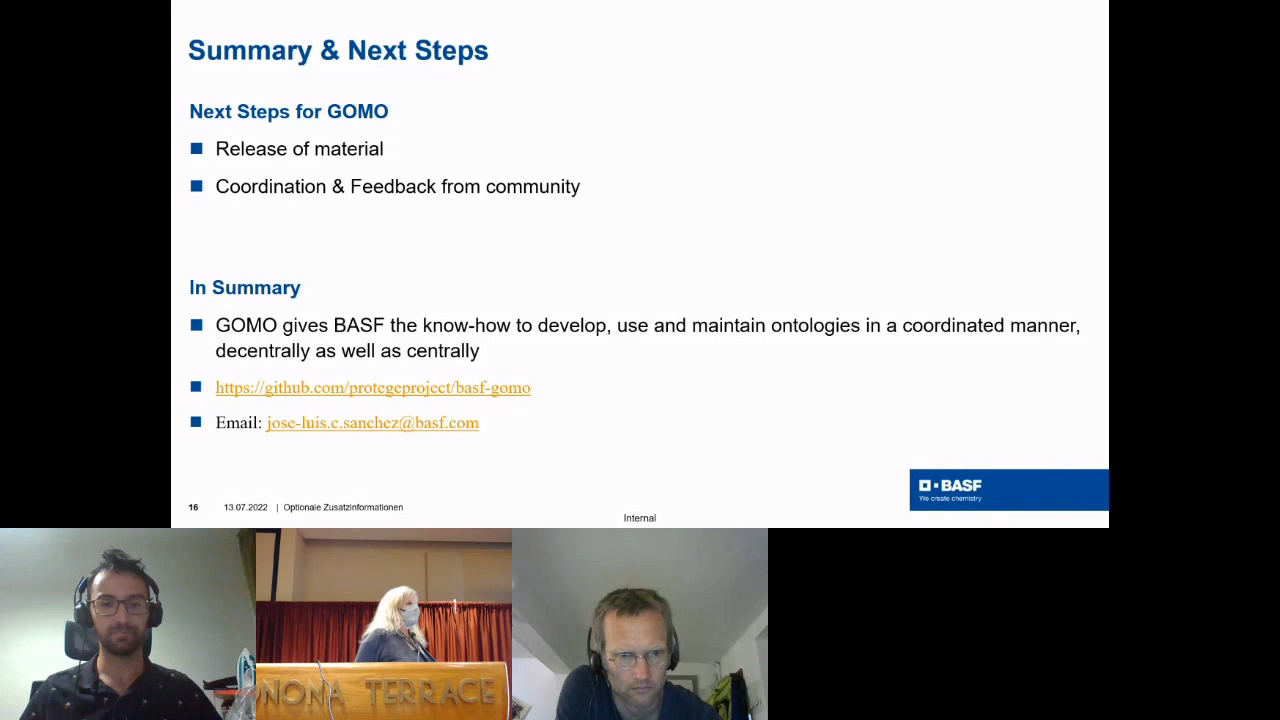 Summary & Next Steps
Next Steps for GOMO
Release of material
Coordination & Feedback from community
In Summary
GOMO gives BASF the know-how to develop, use and maintain ontologies in a coordinated manner,
decentrally as well as centrally
https://github.com/protegeproject/basf-gomo
Email: jose-luis.c.sanchez@basf.com
BASF
We create chemistry
16 13.07.2022 | Optionale Zusatzinformationen
Internal
ONONA TERRACE